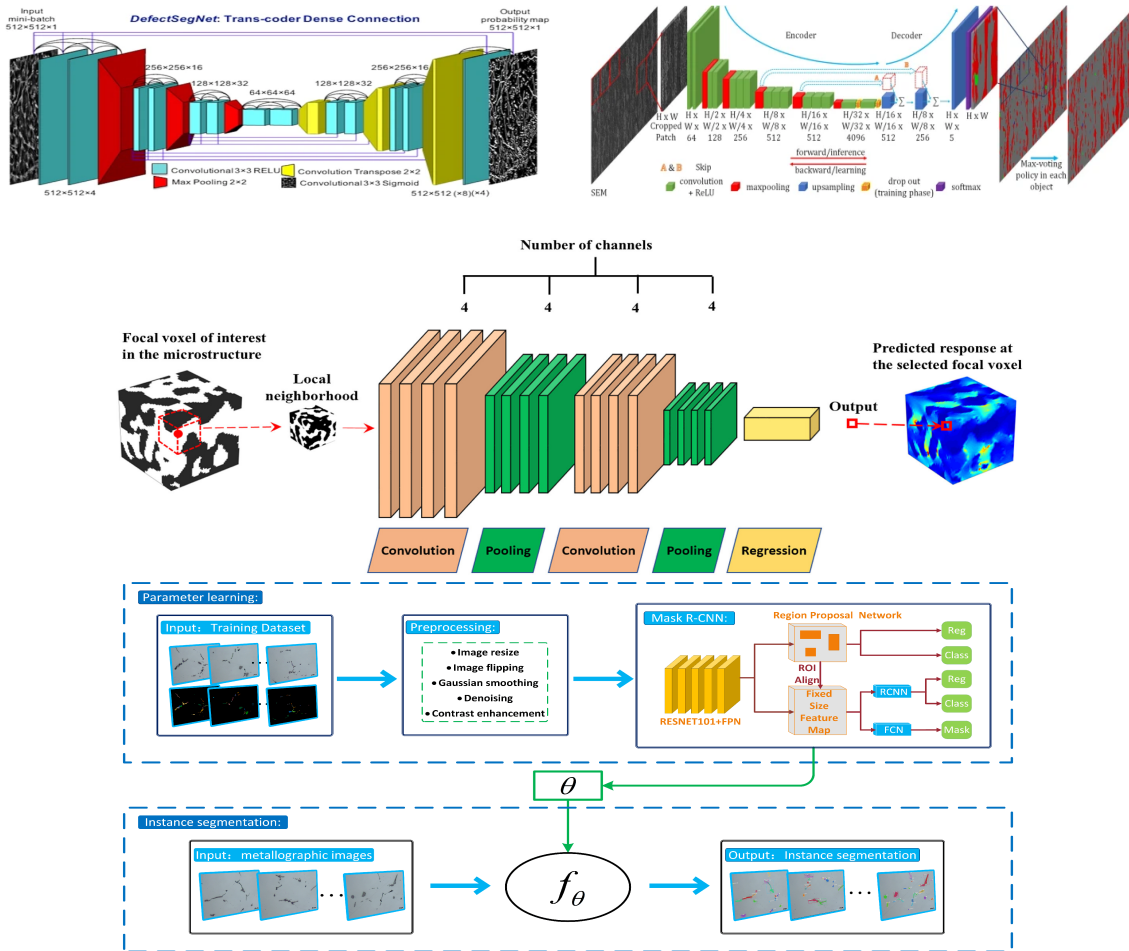 DefectSegNet: Trans-coder Dense Connection
Input
mini-batch
512×512×1
Output
probability map
512×512×1
256×256×16
256×256×16
128×128×32
128×128×32
64×64×64
512×512×4
512×512 (×8)(×4)
Convolutional 3×3 RELU
Convolution Transpose 2×2
Max Pooling 2×2
Convolutional 3×3 Sigmoid
Encoder
Decoder
B
A
Σ
Σ
SEM
H x W
Cropped
Patch
H x
W x
64
H/2 x
W/2 x
128
H/4 x
W/4 x
256
H/8 x
W/8 x
512
H/16 x
W/16 x
512
H/32 x
W/32 x
4096
H/16 x
W/16 x
512
H/8 x
W/8 x
256
H x
W x
5
H x W
forward/inference
backward/learning
A & B Skip
convolution
+ ReLU
maxpooling
upsampling
drop out
(training phase)
softmax
Max-voting
policy in each
object
Number of channels
4 4 4 4
Focal voxel of interest
in the microstructure
Local
neighborhood
Output
Predicted response at
the selected focal voxel
Convolution
Pooling
Convolution
Pooling
Regression
Parameter learning:
Input： Training Dataset
Preprocessing:
•Image resize
•Image flipping
•Gaussian smoothing
•Denoising
•Contrast enhancement
Mask R-CNN:
Region Proposal Network
RESNET101+FPN
ROI
Align
Fixed
Size
Feature
Map
RCNN
FCN
Reg
Class
Reg
Class
Mask
θ
Instance segmentation:
Input： metallographic images
fθ
Output： Instance segmentation